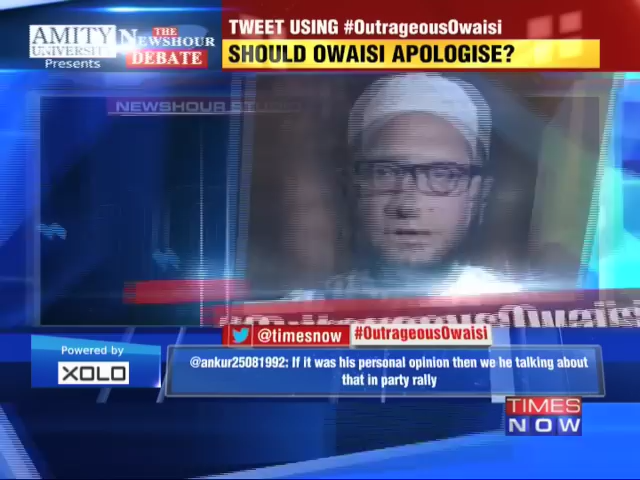 AMITY
UNIVERSITY
Presents
THE
NEWSHOUR
DEBATE
TWEET USING #OutrageousOwaisi
SHOULD OWAISI APOLOGISE?
NEWSHOUR STUDIO
#OutrageousOwaisi
@timesnow
#OutrageousOwaisi
Powered by
XOLO
@ankur25081992: If it was his personal opinion then we he talking about
that in party rally
TIMES
NOW